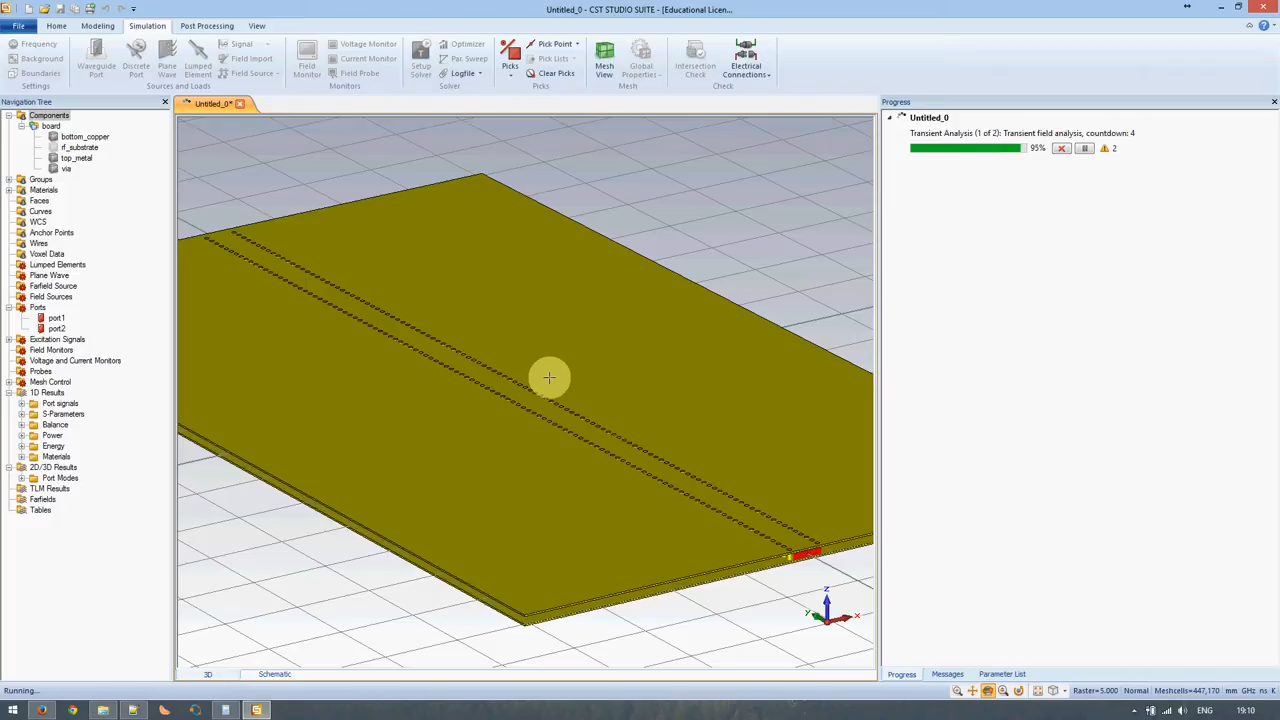 Untitled_0 - CST STUDIO SUITE - [Educational Licen...
File Home Modeling Simulation Post Processing View
Frequency
Background
Boundaries
Settings
Waveguide Port
Discrete Port
Plane Wave
Lumped Element
Signal
Field Import
Field Source
Sources and Loads
Field Monitor
Voltage Monitor
Current Monitor
Field Probe
Monitors
Setup Solver
Optimizer
Par. Sweep
Logfile
Solver
Picks
Pick Point
Pick Lists
Clear Picks
Picks
Mesh View
Global Properties
Mesh
Intersection Check
Electrical Connections
Check
Navigation Tree
Untitled_0*
Progress
Components
board
bottom_copper
rf_substrate
top_metal
via
Groups
Materials
Faces
Curves
WCS
Anchor Points
Wires
Voxel Data
Lumped Elements
Plane Wave
Farfield Source
Field Sources
Ports
port1
port2
Excitation Signals
Field Monitors
Voltage and Current Monitors
Probes
Mesh Control
1D Results
Port signals
S-Parameters
Balance
Power
Energy
Materials
2D/3D Results
Port Modes
TLM Results
Farfields
Tables
Untitled_0
Transient Analysis (1 of 2): Transient field analysis, countdown: 4
95% 2
z
y
x
3D Schematic
Progress Messages Parameter List
Running...
Raster=5.000 Normal Meshcells=447,170 mm GHz ns K
ENG 19:10